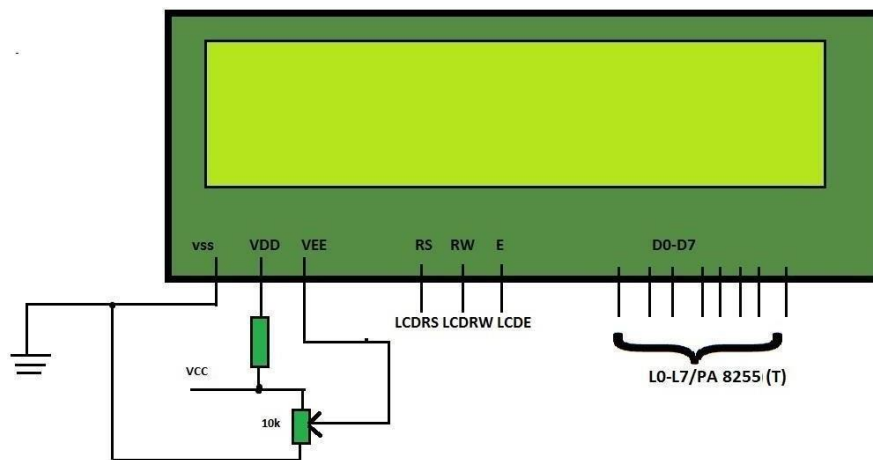 vss VDD VEE RS RW E D0-D7
LCDRS LCDRW LCDE
L0-L7/PA 8255 (T)
VCC
10k